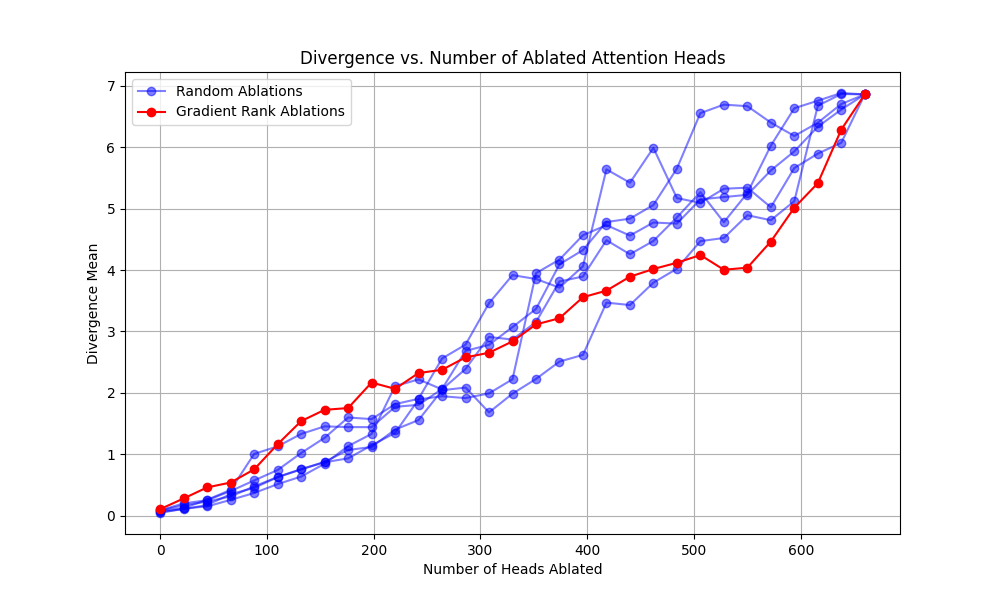 Divergence vs. Number of Ablated Attention Heads
7
6
5
4
3
2
1
0
Divergence Mean
Random Ablations
Gradient Rank Ablations
0 100 200 300 400 500 600
Number of Heads Ablated